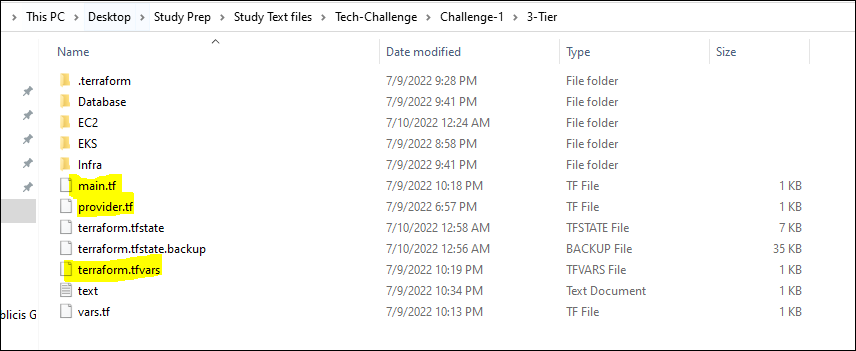 This PC > Desktop > Study Prep > Study Text files > Tech-Challenge > Challenge-1 > 3-Tier
Name Date modified Type Size
.terraform 7/9/2022 9:28 PM File folder
Database 7/9/2022 9:41 PM File folder
EC2 7/10/2022 12:24 AM File folder
EKS 7/9/2022 8:58 PM File folder
Infra 7/9/2022 9:41 PM File folder
main.tf 7/9/2022 10:18 PM TF File 1 KB
provider.tf 7/9/2022 6:57 PM TF File 1 KB
terraform.tfstate 7/10/2022 12:58 AM TFSTATE File 7 KB
terraform.tfstate.backup 7/10/2022 12:56 AM BACKUP File 35 KB
terraform.tfvars 7/9/2022 10:19 PM TFVARS File 1 KB
text 7/9/2022 10:34 PM Text Document 1 KB
vars.tf 7/9/2022 10:13 PM TF File 1 KB
blicis G